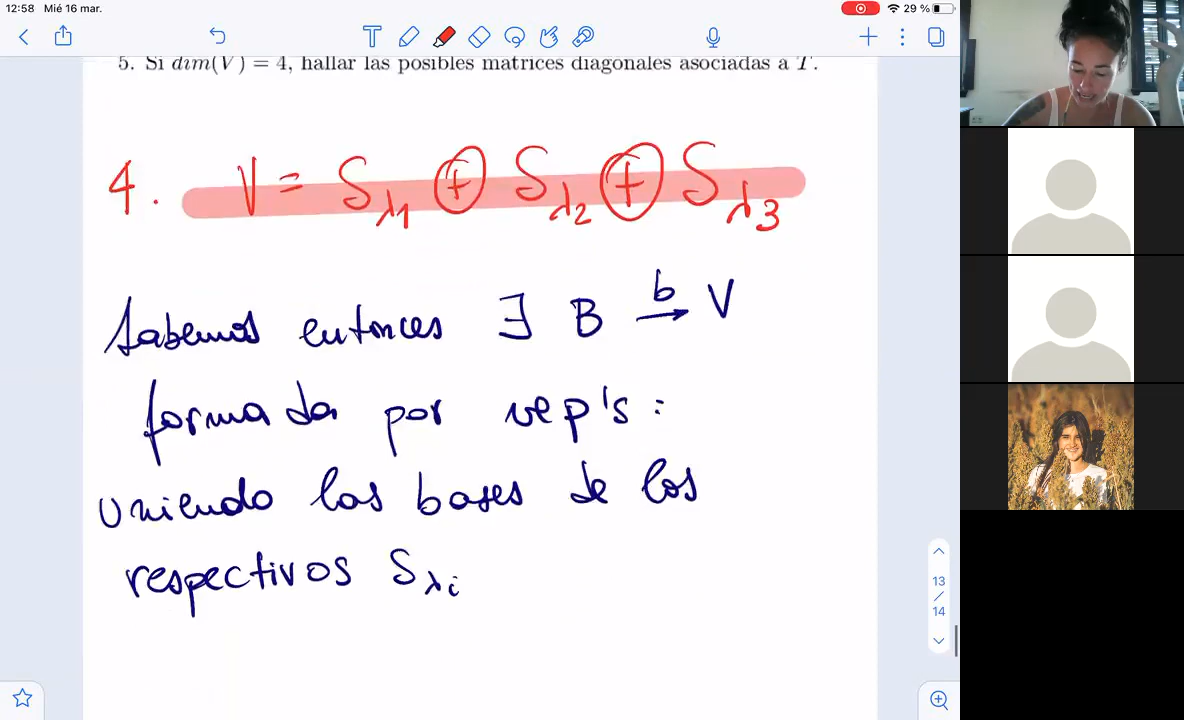 12:58 Mié 16 mar.
29 %
5. Si dim(V) = 4, hallar las posibles matrices diagonales asociadas a T.
4. V = S_λ1 ⊕ S_λ2 ⊕ S_λ3
Sabemos entonces ∃ B →^b V
formada por vep's :
uniendo las bases de los
respectivos S_λi
13
/
14